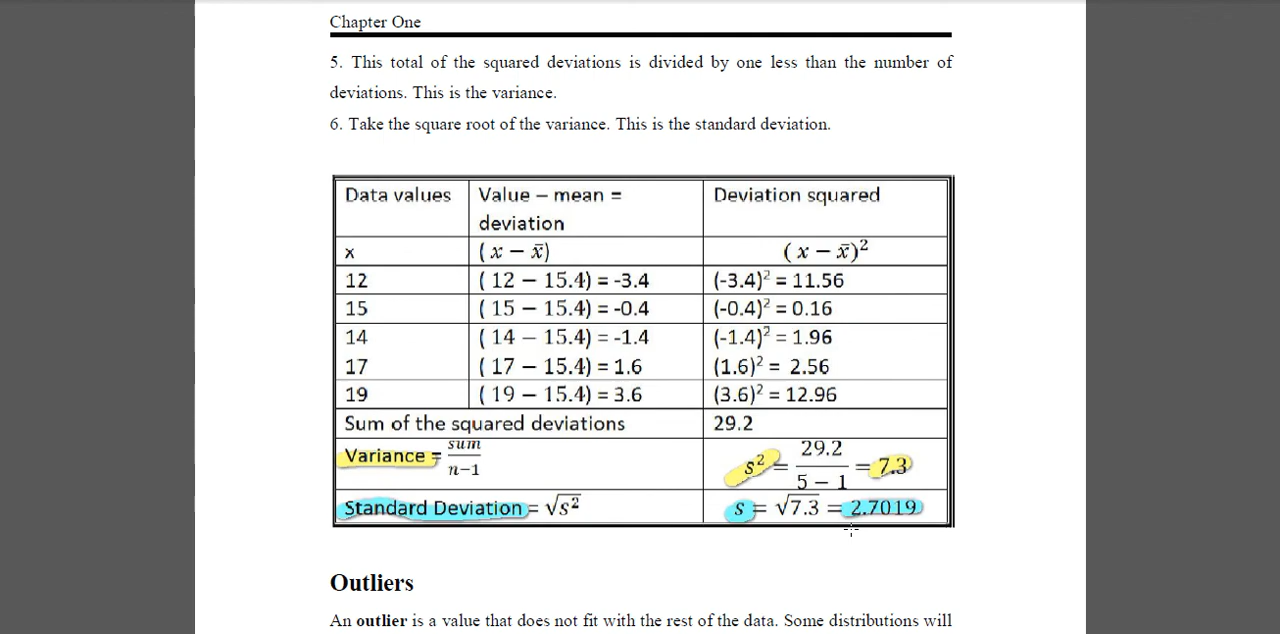 Chapter One
5. This total of the squared deviations is divided by one less than the number of
deviations. This is the variance.
6. Take the square root of the variance. This is the standard deviation.
Data values Value – mean = Deviation squared
deviation
x ( x − x̄) ( x − x̄)²
12 ( 12 − 15.4) = -3.4 (-3.4)² = 11.56
15 ( 15 − 15.4) = -0.4 (-0.4)² = 0.16
14 ( 14 − 15.4) = -1.4 (-1.4)² = 1.96
17 ( 17 − 15.4) = 1.6 (1.6)² = 2.56
19 ( 19 − 15.4) = 3.6 (3.6)² = 12.96
Sum of the squared deviations 29.2
Variance = sum/n−1 s² = 29.2/5 − 1 = 7.3
Standard Deviation = √s² s = √7.3 = 2.7019
Outliers
An outlier is a value that does not fit with the rest of the data. Some distributions will